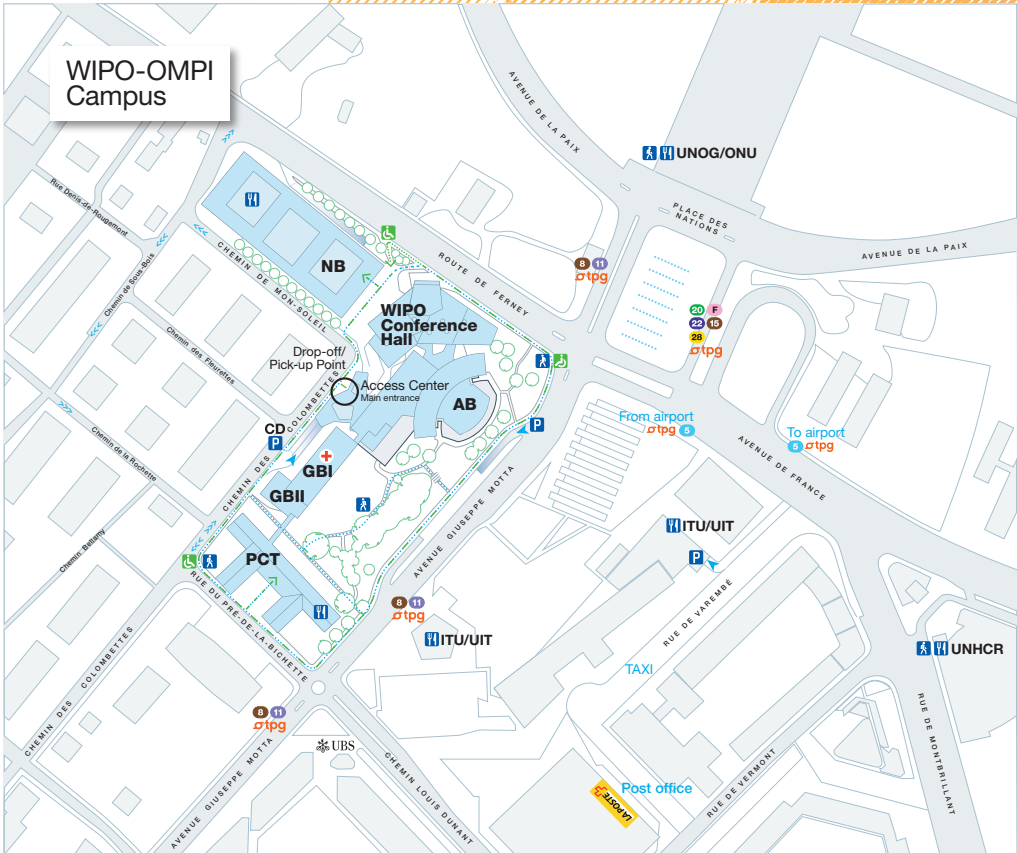 WIPO-OMPI
Campus
AVENUE DE LA PAIX
UNOG/ONU
PLACE DES
NATIONS
AVENUE DE LA PAIX
Rue Denis-de-Rougemont
Chemin de Sous-Bois
CHEMIN DE MON-SOLEIL
NB
ROUTE DE FERNEY
8 11
tpg
20 F
22 15
28
tpg
WIPO
Conference
Hall
Chemin des Fleurettes
Drop-off/
Pick-up Point
Access Center
Main entrance
AB
From airport
tpg 5
To airport
5 tpg
AVENUE DE FRANCE
CD
P
P
CHEMIN DES COLOMBETTES
Chemin de la Rochette
GBI
GBII
AVENUE GIUSEPPE MOTTA
ITU/UIT
P
Chemin Bellamy
PCT
RUE DU PRÉ-DE-LA-BICHETTE
8 11
tpg
ITU/UIT
RUE DE VAREMBÉ
UNHCR
TAXI
CHEMIN DES COLOMBETTES
8 11
tpg
UBS
AVENUE GIUSEPPE MOTTA
CHEMIN LOUIS DUNANT
Post office
LA POSTE
RUE DE VERMONT
RUE DE MONTBRILLANT